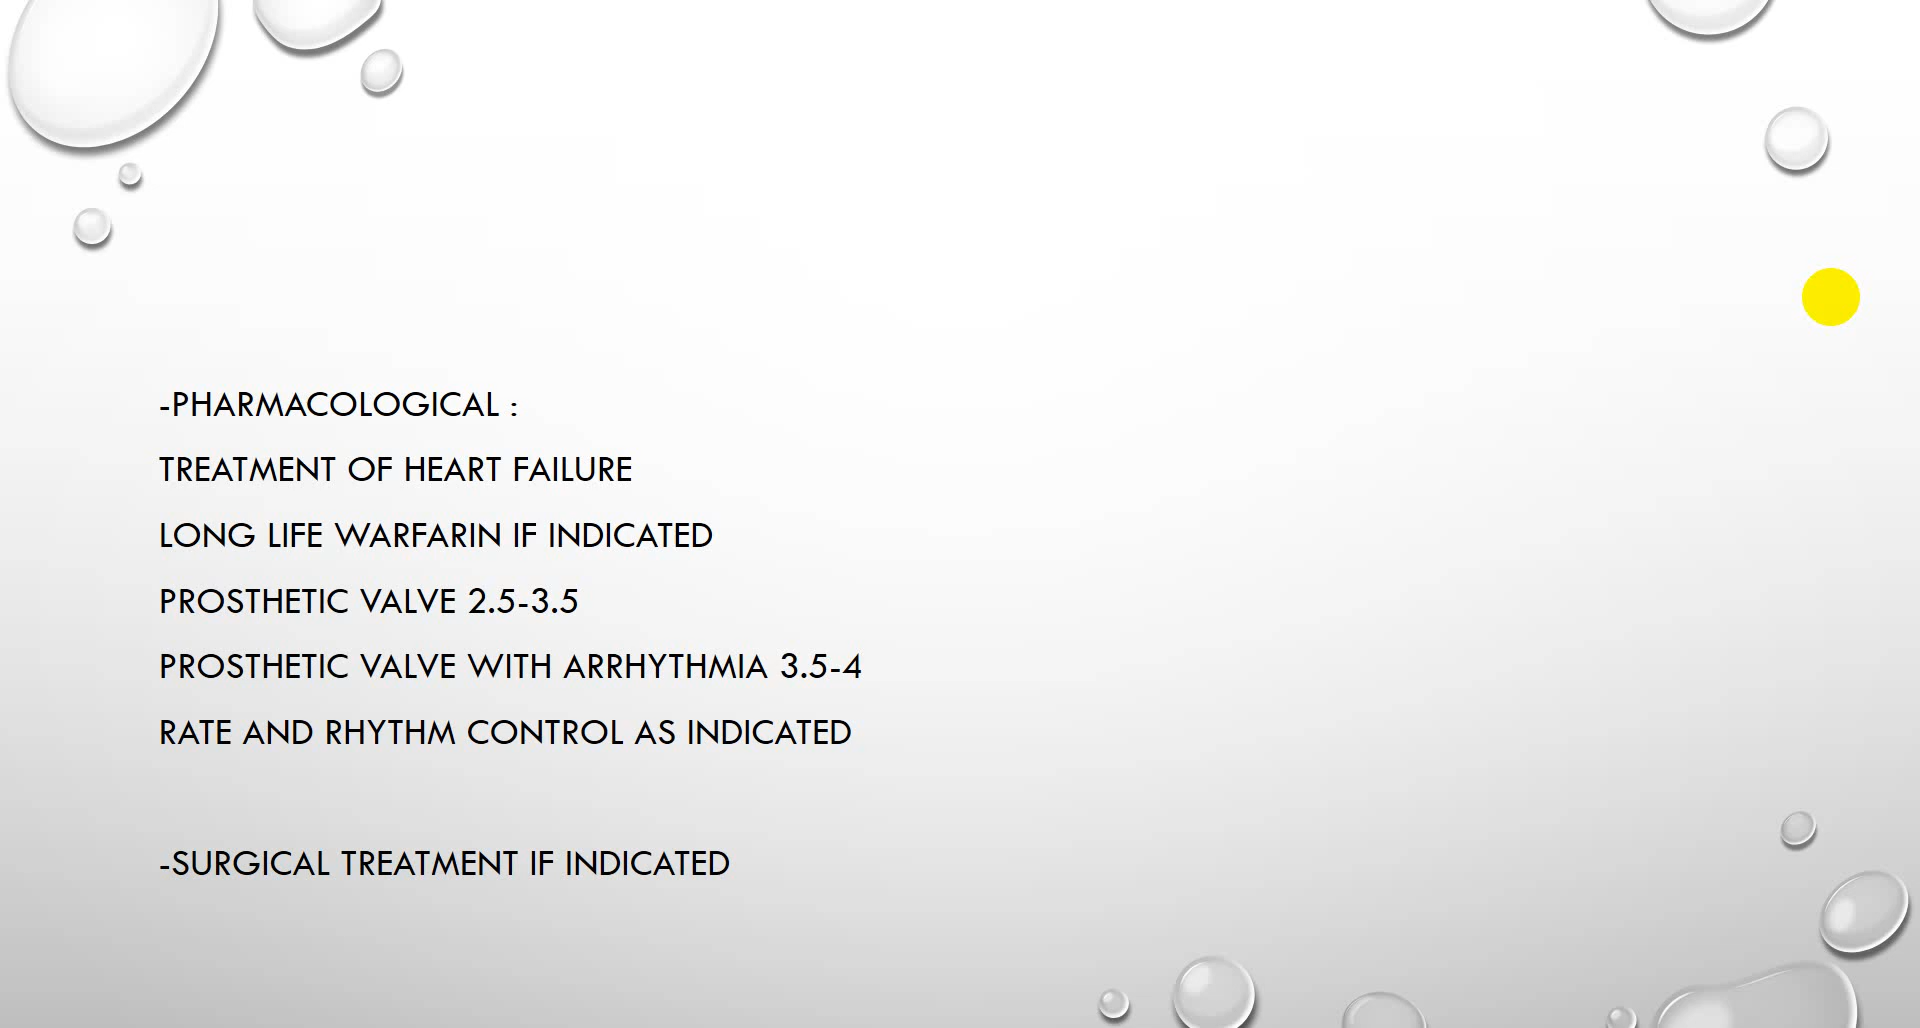 -PHARMACOLOGICAL :
TREATMENT OF HEART FAILURE
LONG LIFE WARFARIN IF INDICATED
PROSTHETIC VALVE 2.5-3.5
PROSTHETIC VALVE WITH ARRHYTHMIA 3.5-4
RATE AND RHYTHM CONTROL AS INDICATED
-SURGICAL TREATMENT IF INDICATED